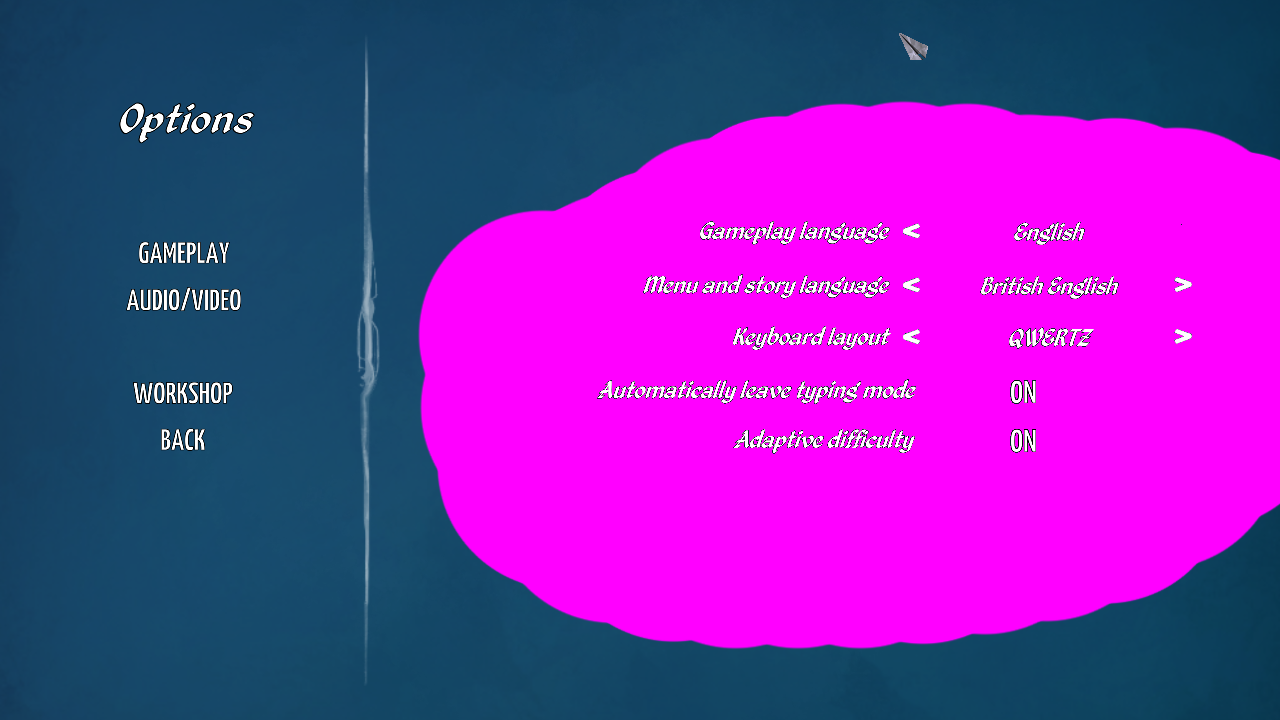 Options
GAMEPLAY
AUDIO/VIDEO
WORKSHOP
BACK
Gameplay language < English
Menu and story language < British English >
Keyboard layout < QWERTZ >
Automatically leave typing mode ON
Adaptive difficulty ON